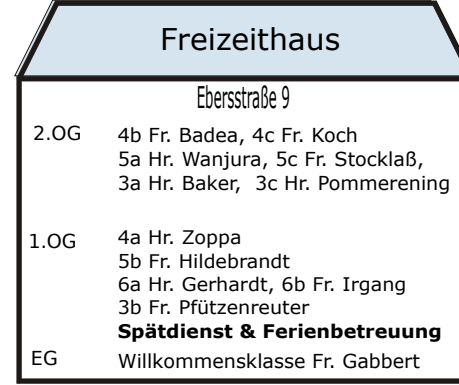 Freizeithaus
Ebersstraße 9
2.OG 4b Fr. Badea, 4c Fr. Koch
5a Hr. Wanjura, 5c Fr. Stocklaß,
3a Hr. Baker, 3c Hr. Pommerening
1.OG 4a Hr. Zoppa
5b Fr. Hildebrandt
6a Hr. Gerhardt, 6b Fr. Irgang
3b Fr. Pfützenreuter
Spätdienst & Ferienbetreuung
EG Willkommensklasse Fr. Gabbert